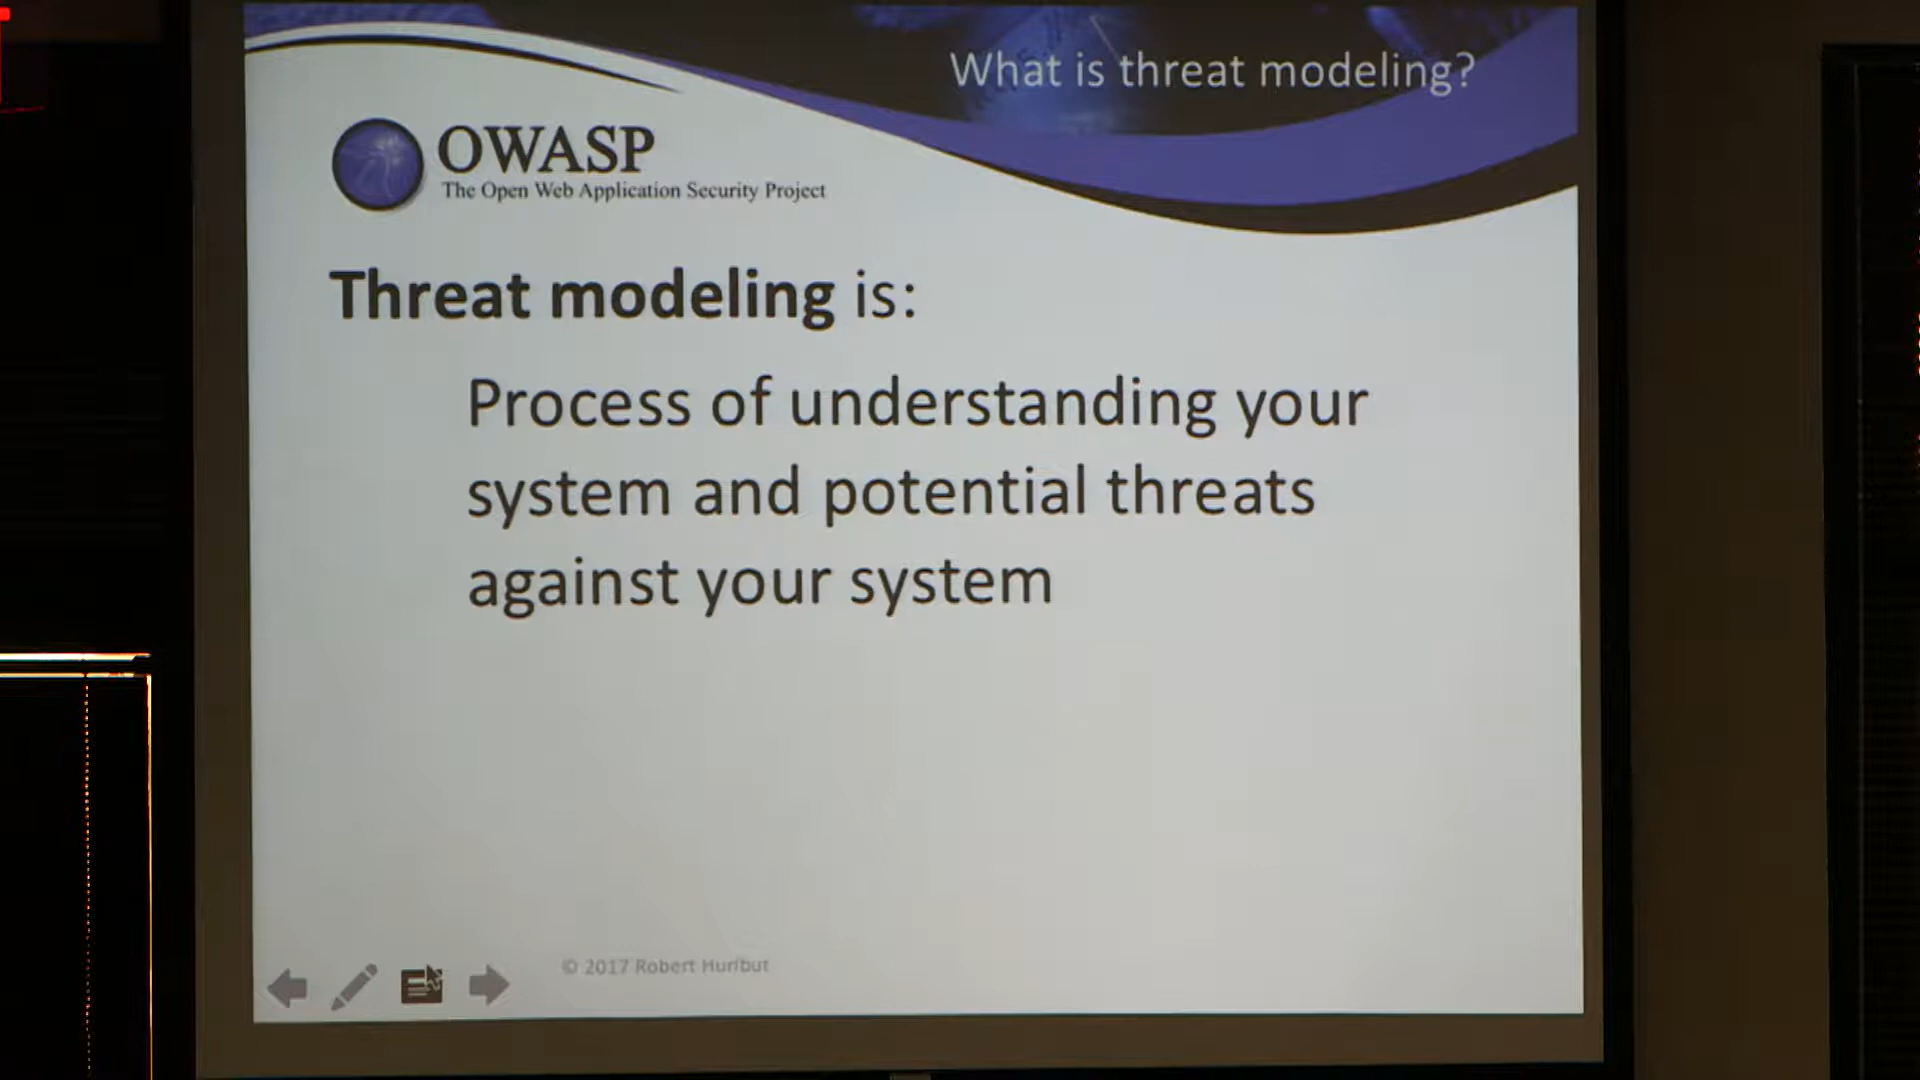 What is threat modeling?
OWASP
The Open Web Application Security Project
Threat modeling is:
Process of understanding your
system and potential threats
against your system
© 2017 Robert Hurlbut